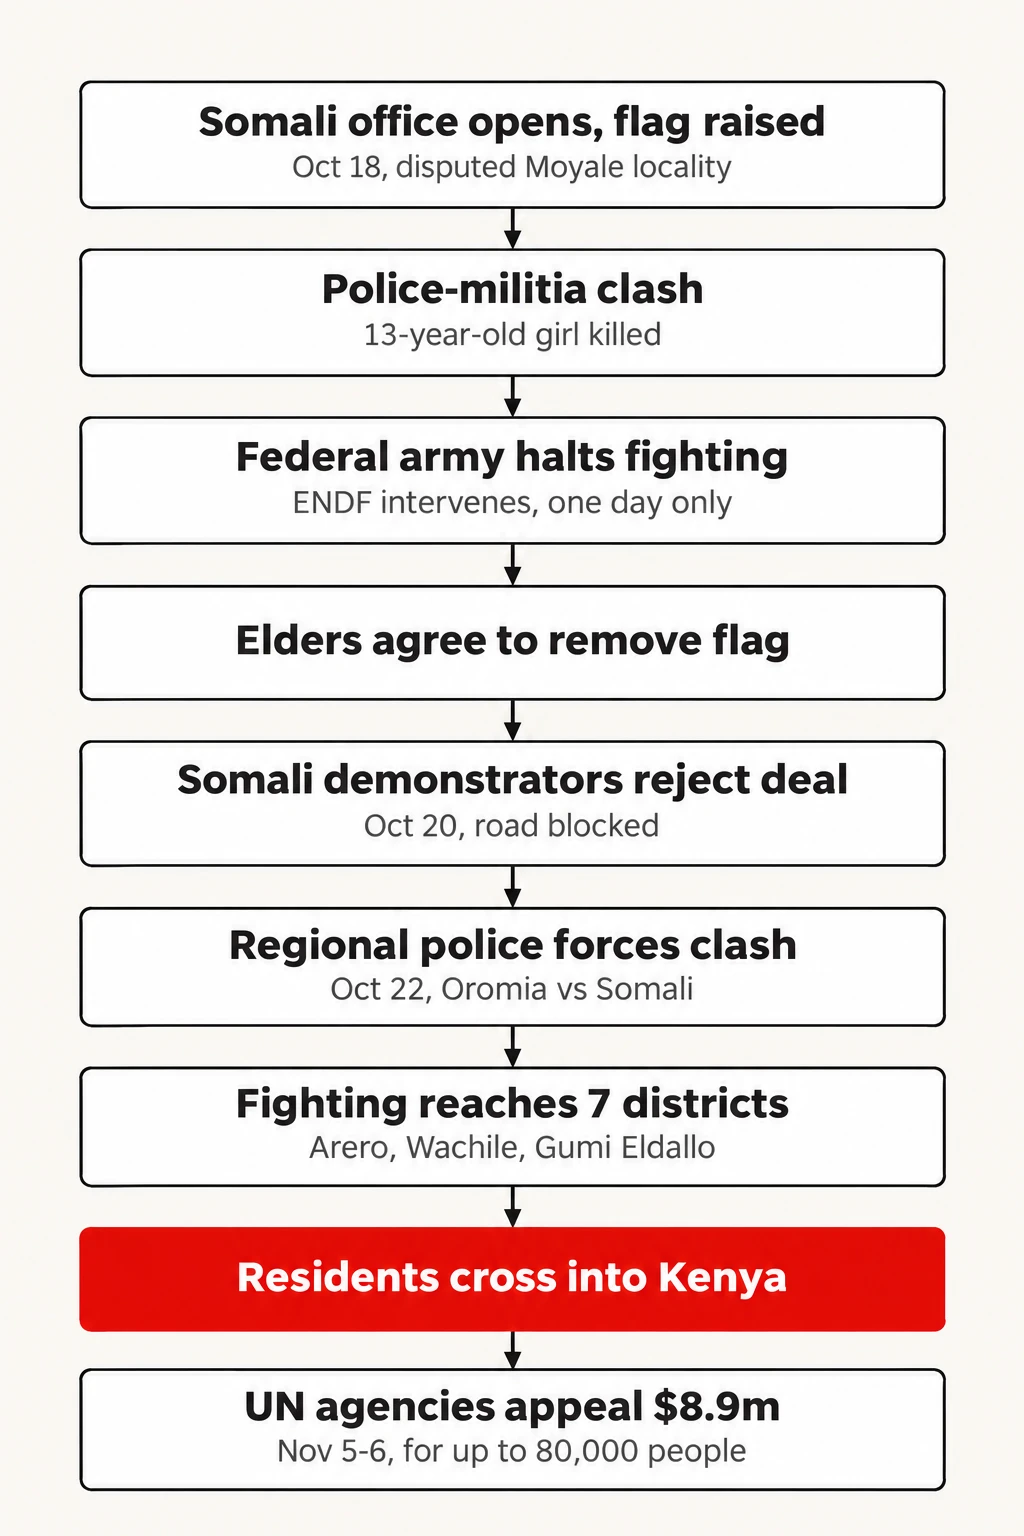 Somali office opens, flag raised
Oct 18, disputed Moyale locality
Police-militia clash
13-year-old girl killed
Federal army halts fighting
ENDF intervenes, one day only
Elders agree to remove flag
Somali demonstrators reject deal
Oct 20, road blocked
Regional police forces clash
Oct 22, Oromia vs Somali
Fighting reaches 7 districts
Arero, Wachile, Gumi Eldallo
Residents cross into Kenya
UN agencies appeal $8.9m
Nov 5-6, for up to 80,000 people